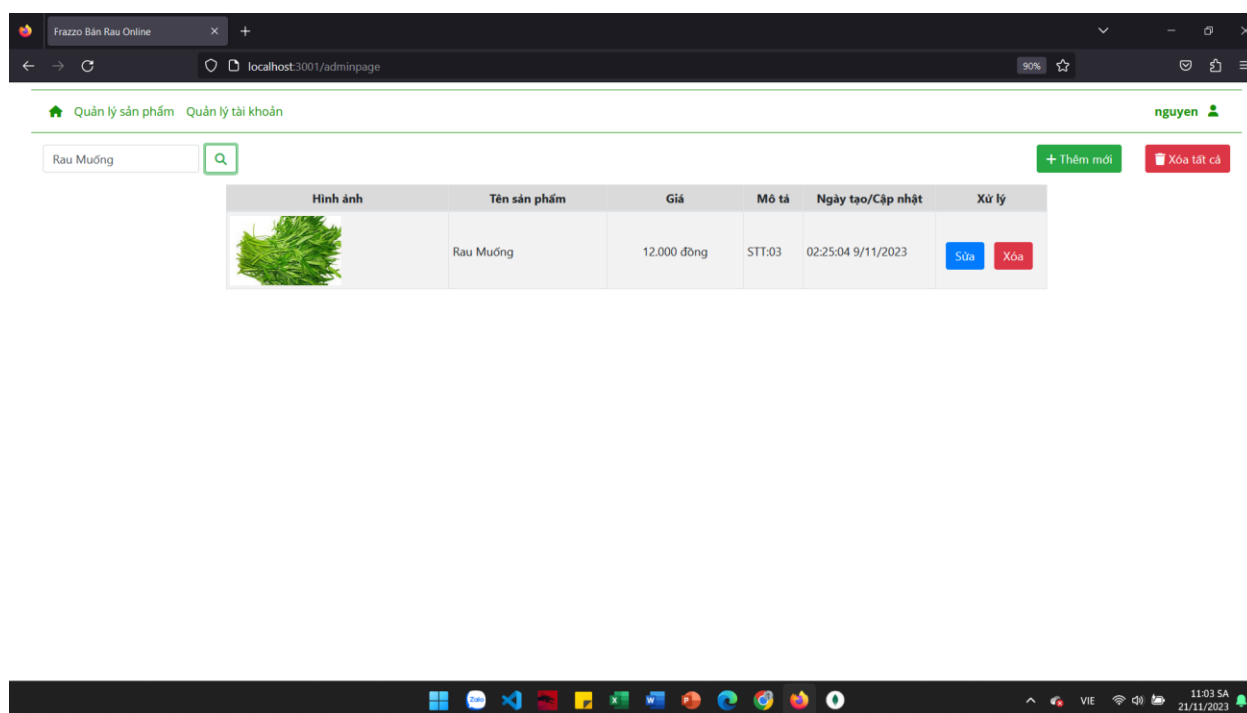 Frazzo Bán Rau Online
localhost:3001/adminpage
90%
Quản lý sản phẩm Quản lý tài khoản
nguyen
Rau Muống
+ Thêm mới
Xóa tất cả
Hình ảnh Tên sản phẩm Giá Mô tả Ngày tạo/Cập nhật Xử lý
Rau Muống 12.000 đồng STT:03 02:25:04 9/11/2023 Sửa Xóa
Zalo
VIE
11:03 SA
21/11/2023